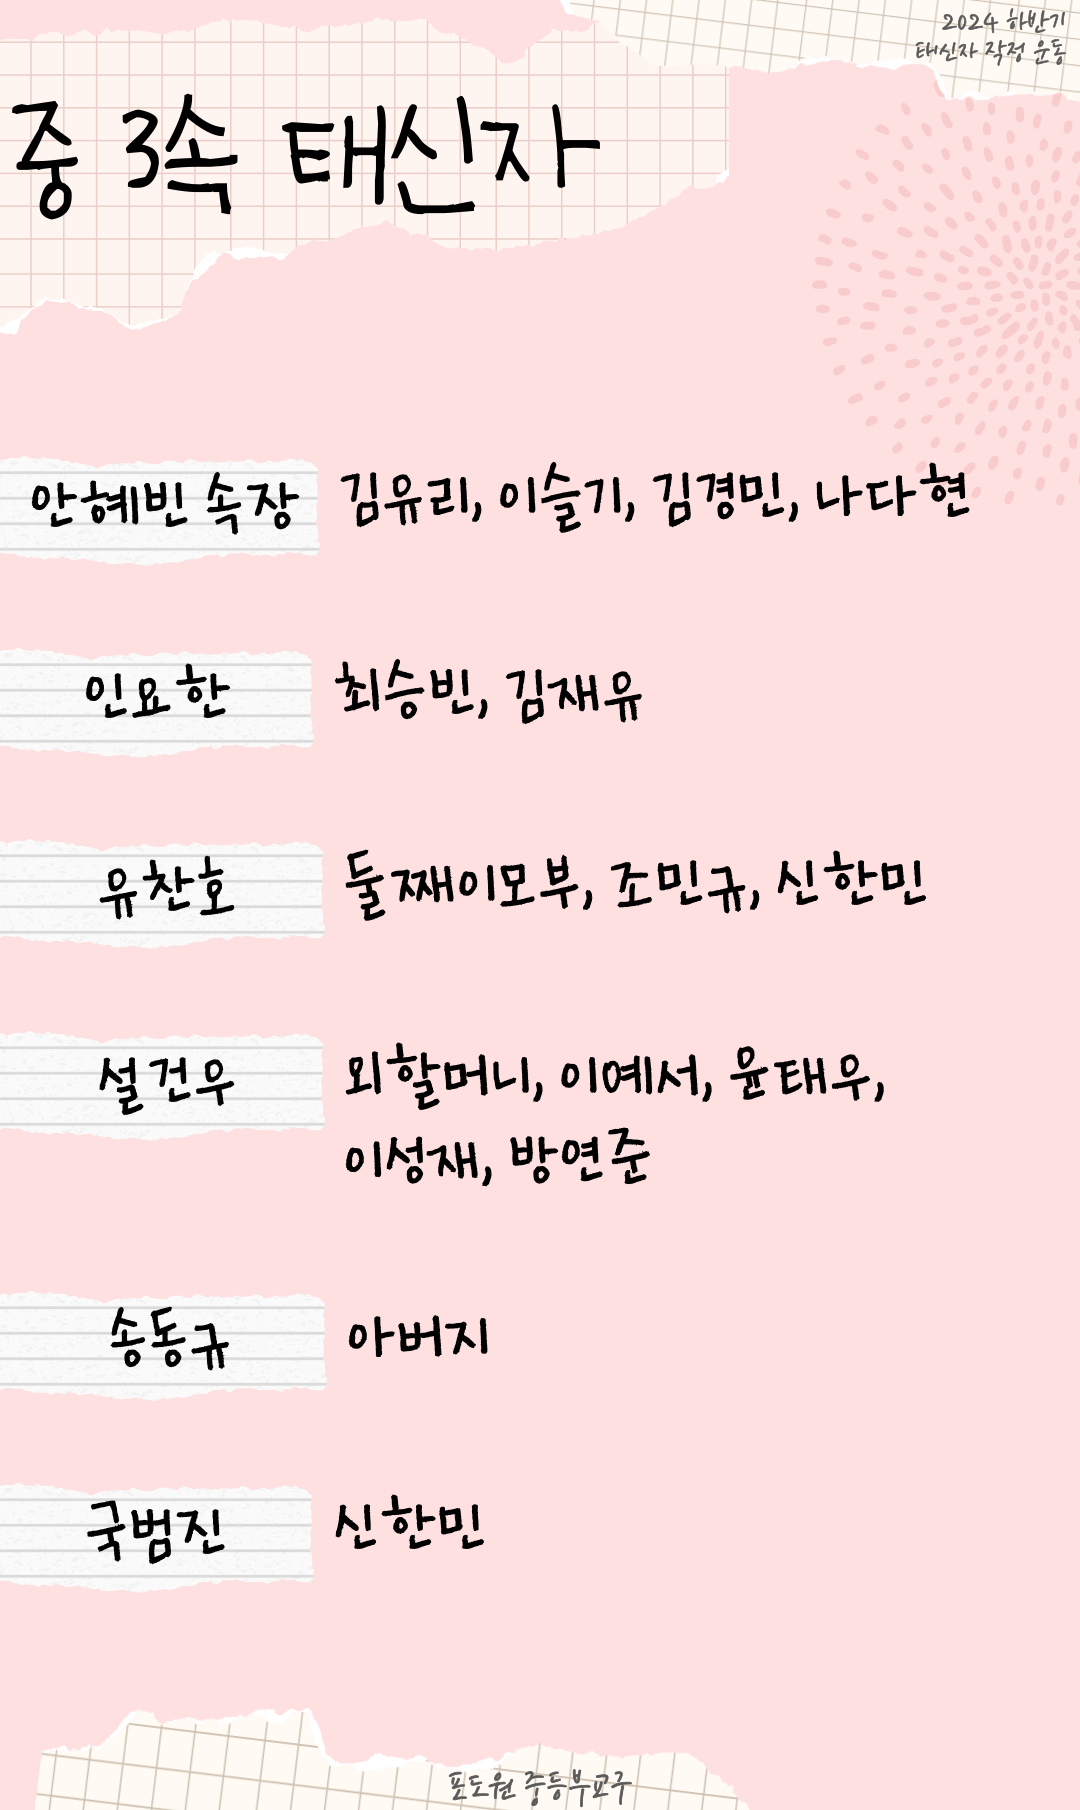 2024 하반기
태신자 작정 운동
중 3속 태신자
안혜빈 속장 김유리, 이슬기, 김경민, 나다현
인요한 최승빈, 김재유
유찬호 둘째이모부, 조민규, 신한민
설건우 외할머니, 이예서, 윤태우,
이성재, 방연준
송동규 아버지
국범진 신한민
포도원 중등부교구